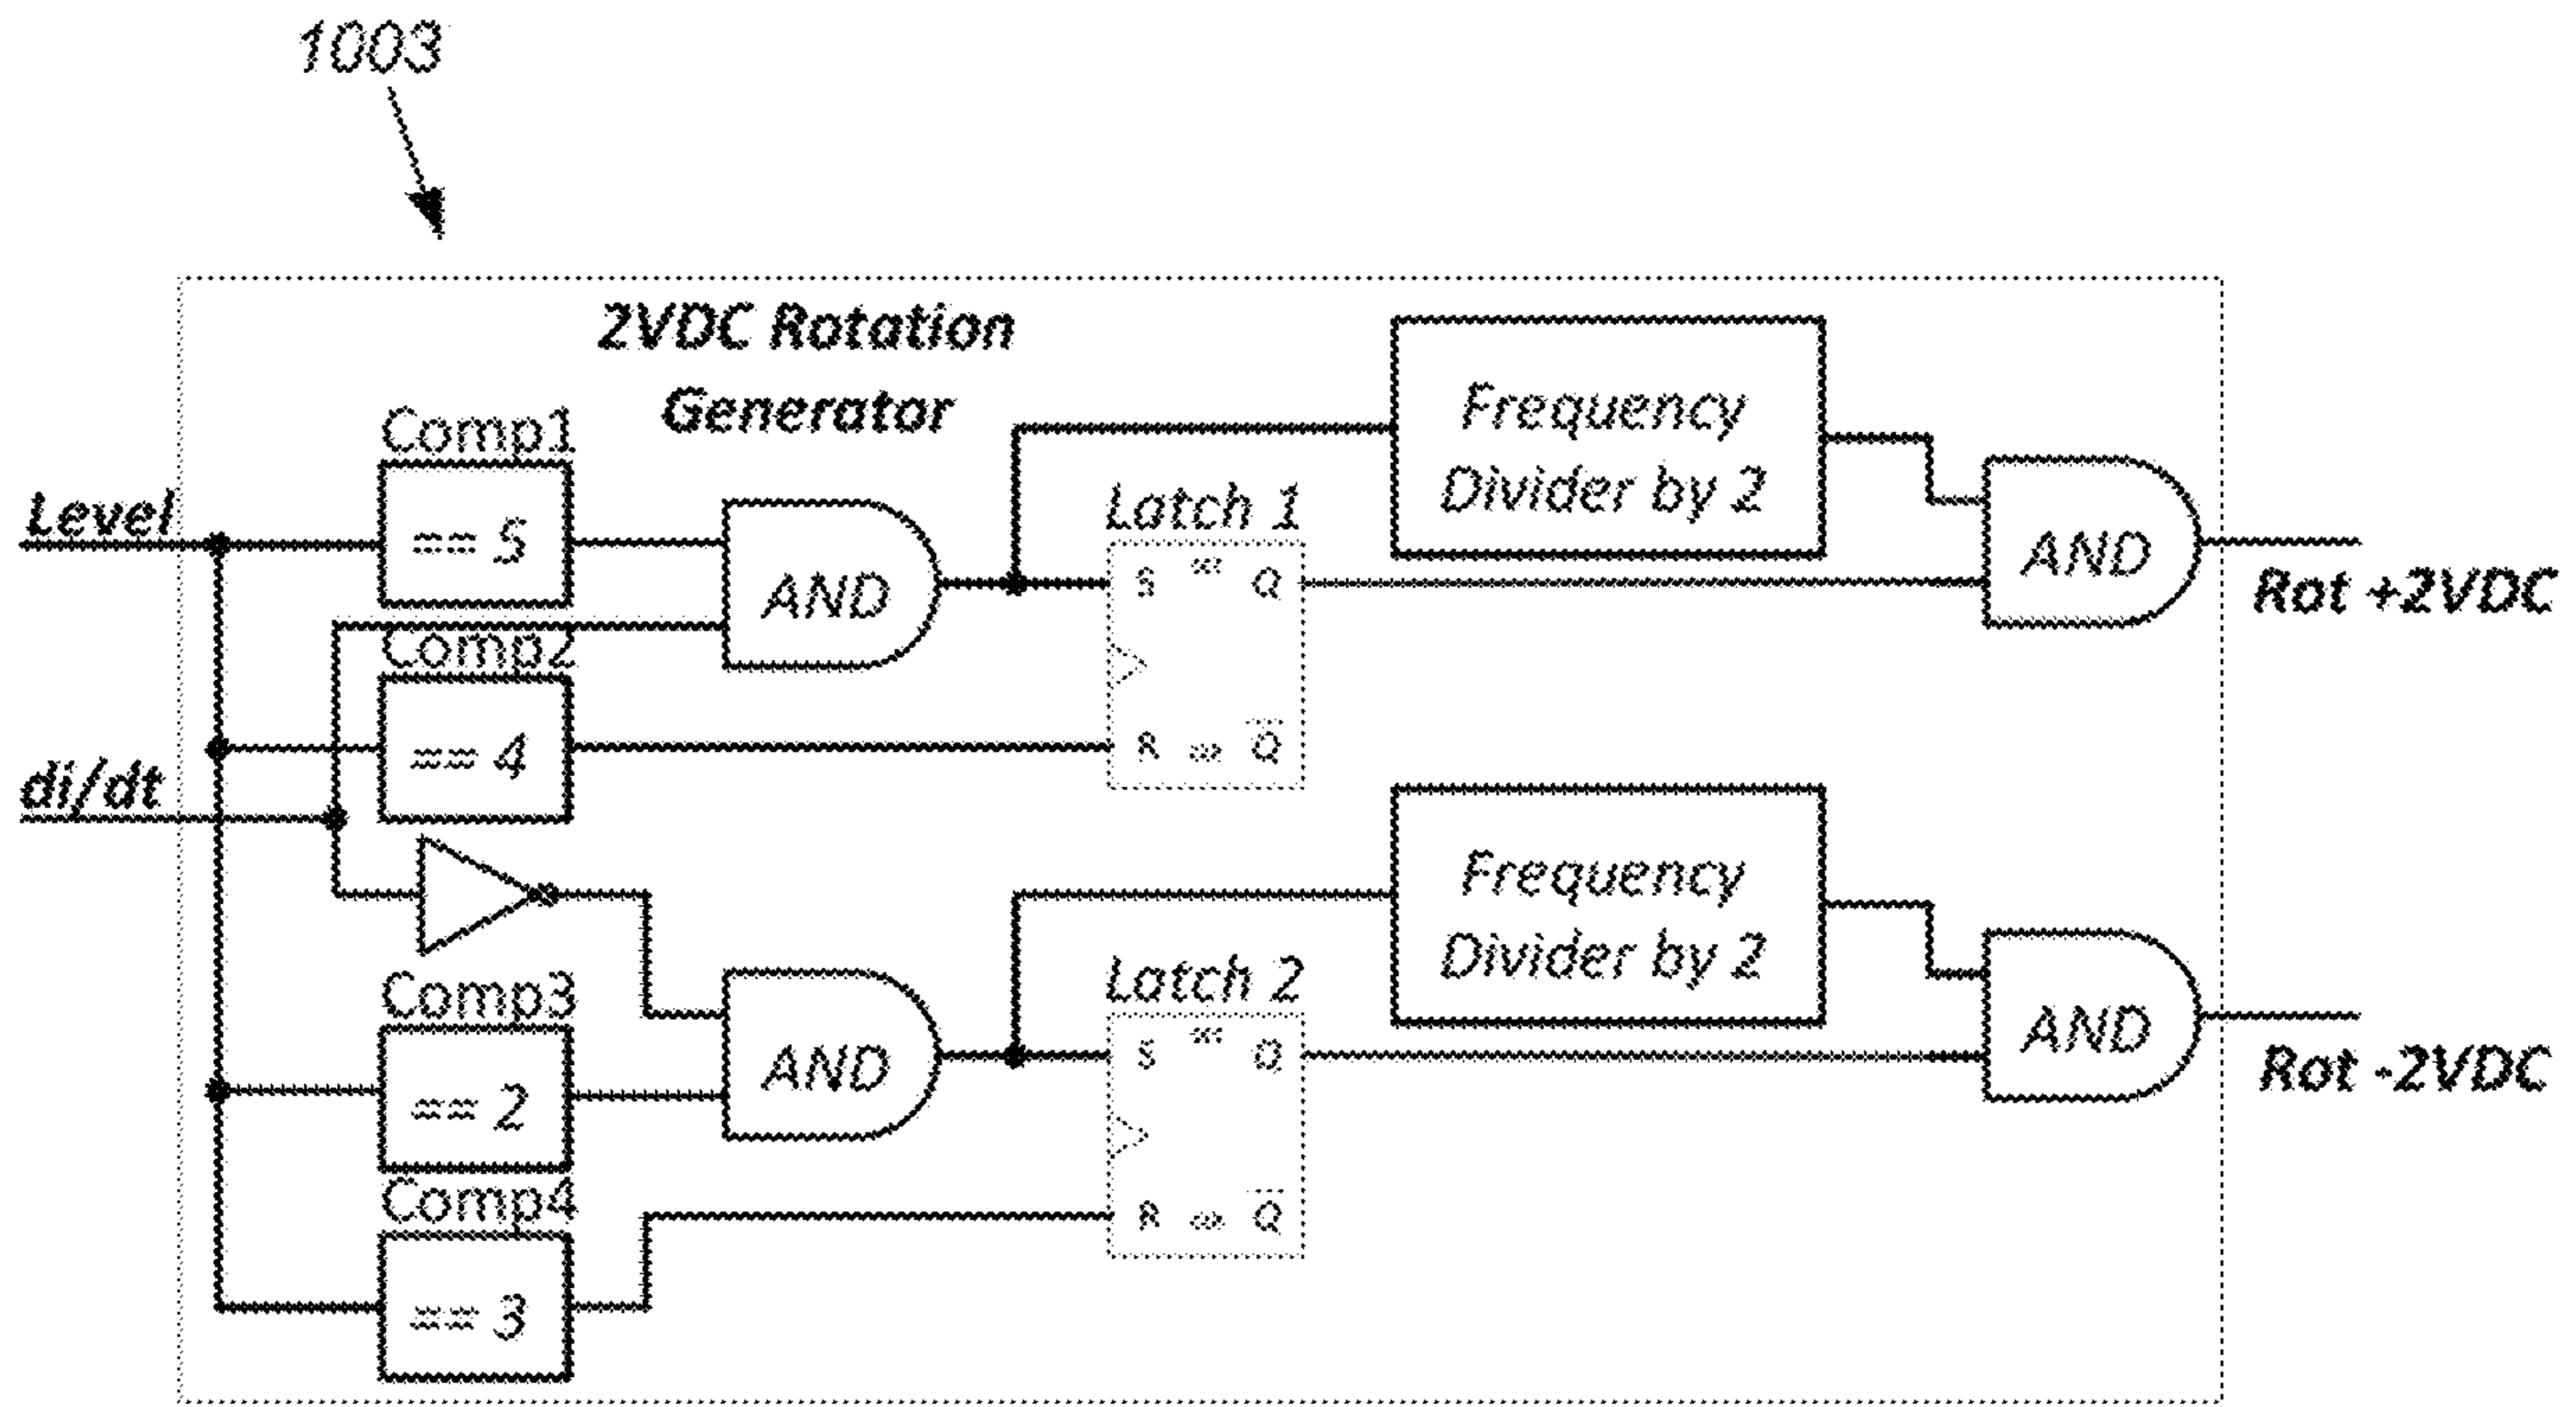 1003
2VDC Rotation
Generator
Comp1
== 5
Level
AND
Frequency
Divider by 2
AND
Rot +2VDC
Latch 1
S
Q
R
Q
Comp2
== 4
di/dt
Comp3
== 2
AND
Frequency
Divider by 2
AND
Rot -2VDC
Latch 2
S
Q
R
Q
Comp4
== 3